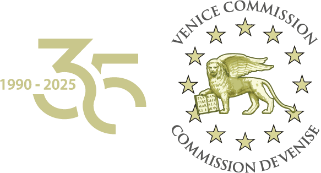 35
1990 - 2025
VENICE COMMISSION
COMMISSION DE VENISE